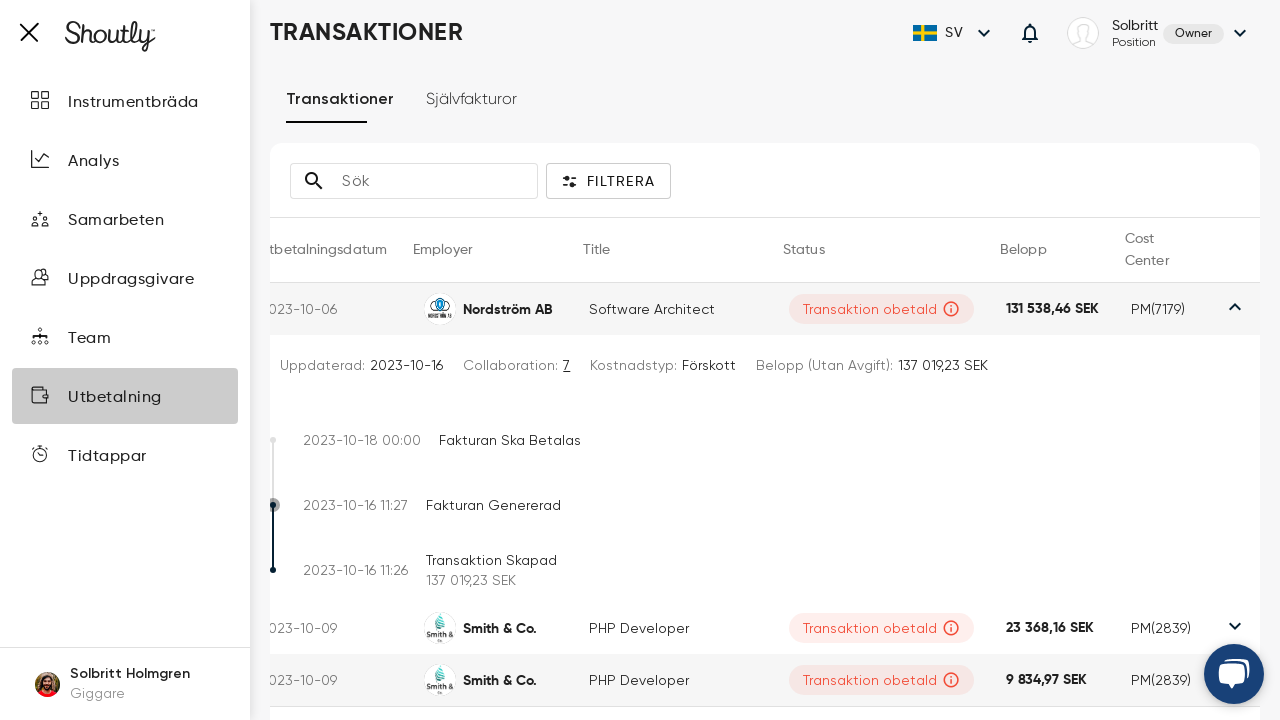 Shoutly
TRANSAKTIONER
SV
Solbritt
Position
Owner
Instrumentbräda
Analys
Samarbeten
Uppdragsgivare
Team
Utbetalning
Tidtappar
Solbritt Holmgren
Giggare
Transaktioner
Självfakturor
Sök
FILTRERA
tbetalningsdatum
Employer
Title
Status
Belopp
Cost
Center
023-10-06
Nordström AB
Software Architect
Transaktion obetald
131 538,46 SEK
PM(7179)
Uppdaterad: 2023-10-16
Collaboration: 7
Kostnadstyp: Förskott
Belopp (Utan Avgift): 137 019,23 SEK
2023-10-18 00:00 Fakturan Ska Betalas
2023-10-16 11:27 Fakturan Genererad
2023-10-16 11:26 Transaktion Skapad
137 019,23 SEK
023-10-09
Smith & Co.
Smith & Co.
PHP Developer
Transaktion obetald
23 368,16 SEK
PM(2839)
023-10-09
Smith & Co.
Smith & Co.
PHP Developer
Transaktion obetald
9 834,97 SEK
PM(2839)